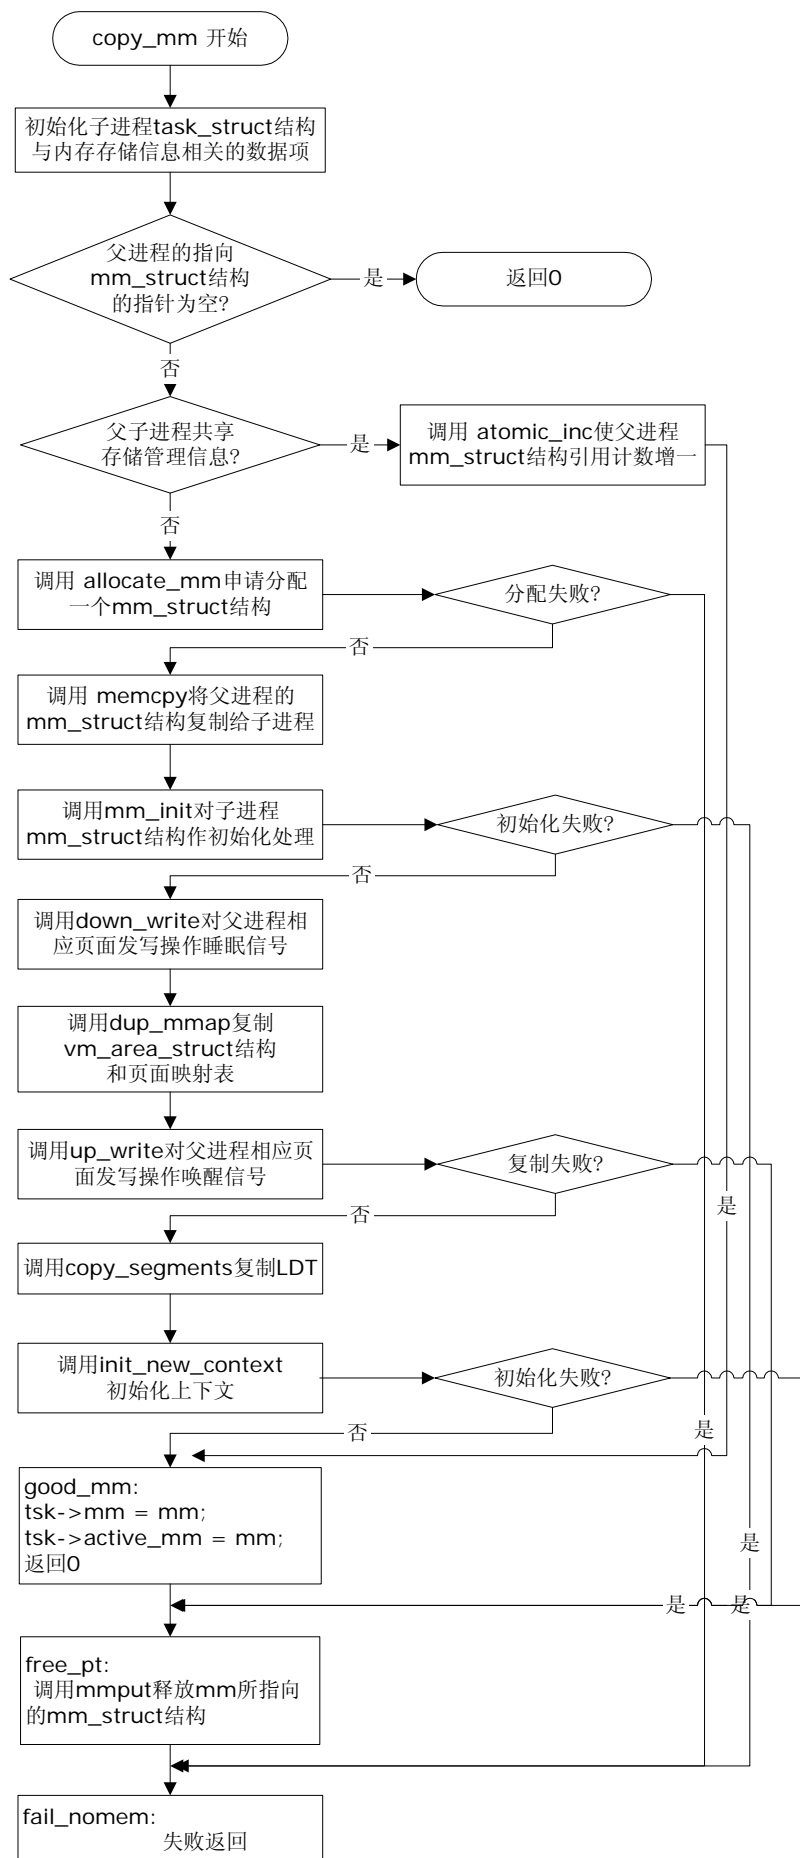 copy_mm 开始
初始化子进程task_struct结构
与内存存储信息相关的数据项
父进程的指向
mm_struct结构
的指针为空?
是
返回0
否
父子进程共享
存储管理信息?
是
调用 atomic_inc使父进程
mm_struct结构引用计数增一
否
调用 allocate_mm申请分配
一个mm_struct结构
分配失败?
否
调用 memcpy将父进程的
mm_struct结构复制给子进程
调用mm_init对子进程
mm_struct结构作初始化处理
初始化失败?
否
调用down_write对父进程相
应页面发写操作睡眠信号
调用dup_mmap复制
vm_area_struct结构
和页面映射表
调用up_write对父进程相应页
面发写操作唤醒信号
复制失败?
是
否
调用copy_segments复制LDT
调用init_new_context
初始化上下文
初始化失败?
是
否
good_mm:
tsk->mm = mm;
tsk->active_mm = mm;
返回0
是
是
是
free_pt:
调用mmput释放mm所指向
的mm_struct结构
fail_nomem:
失败返回